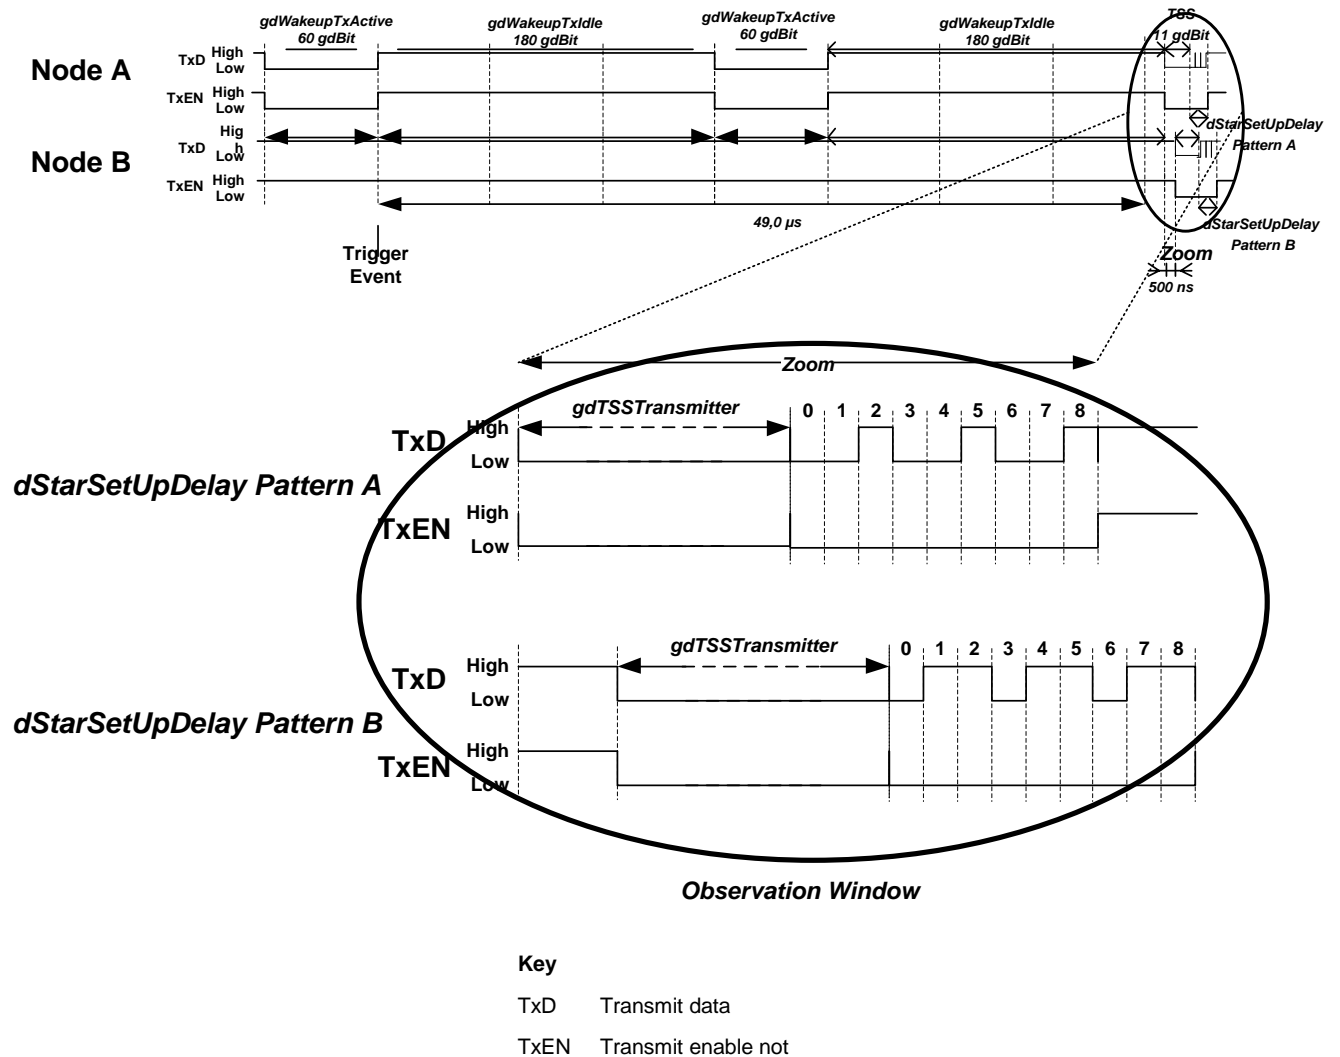 gdWakeupTxActive
60 gdBit
gdWakeupTxIdle
180 gdBit
gdWakeupTxActive
60 gdBit
gdWakeupTxIdle
180 gdBit
TSS
11 gdBit
Node A
TxD
High
Low
TxEN
High
Low
dStarSetUpDelay
Pattern A
Node B
TxD
Hig
h
Low
TxEN
High
Low
49,0 µs
dStarSetUpDelay
Pattern B
Trigger
Event
Zoom
500 ns
Zoom
dStarSetUpDelay Pattern A
gdTSSTransmitter
0 1 2 3 4 5 6 7 8
TxD
High
Low
TxEN
High
Low
dStarSetUpDelay Pattern B
gdTSSTransmitter
0 1 2 3 4 5 6 7 8
TxD
High
Low
TxEN
High
Low
Observation Window
Key
TxD Transmit data
TxEN Transmit enable not